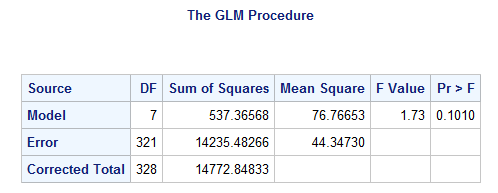 The GLM Procedure
Source DF Sum of Squares Mean Square F Value Pr > F
Model 7 537.36568 76.76653 1.73 0.1010
Error 321 14235.48266 44.34730
Corrected Total 328 14772.84833